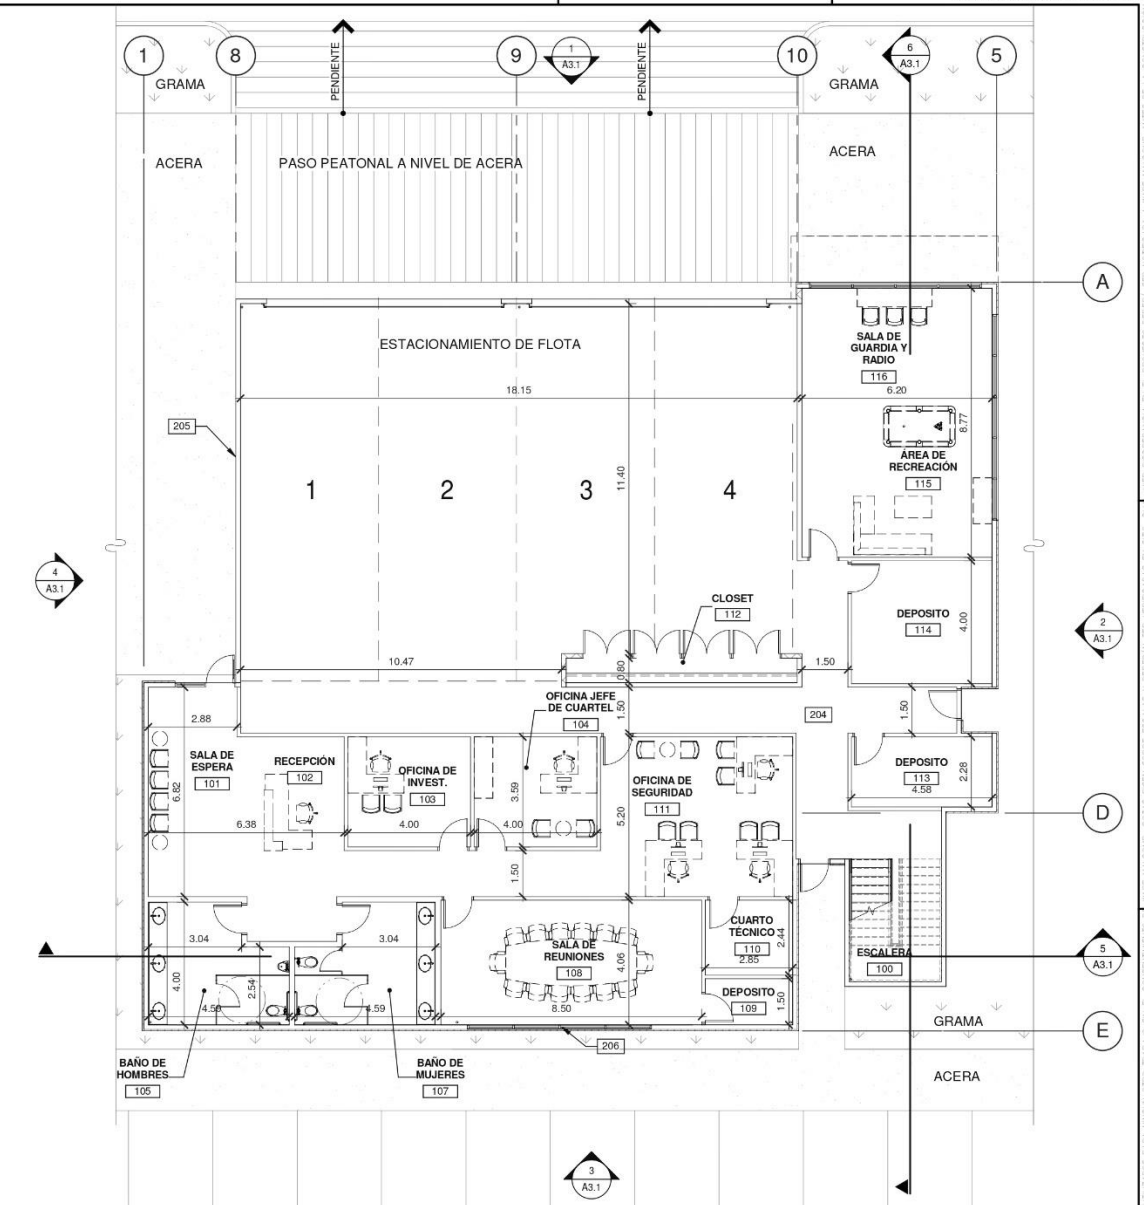 1
8
PENDIENTE
9
1
A3.1
PENDIENTE
10
6
A3.1
5
GRAMA
GRAMA
ACERA
PASO PEATONAL A NIVEL DE ACERA
ACERA
A
ESTACIONAMIENTO DE FLOTA
SALA DE
GUARDIA Y
RADIO
116
18.15
6.20
205
8.77
ÁREA DE
RECREACIÓN
115
1
2
3
11.40
4
4
A3.1
CLOSET
112
DEPOSITO
114
4.00
2
A3.1
10.47
0.80
1.50
OFICINA JEFE
DE CUARTEL
104
1.50
204
1.50
2.88
SALA DE
ESPERA
101
RECEPCIÓN
102
OFICINA DE
INVEST.
103
3.59
OFICINA DE
SEGURIDAD
111
DEPOSITO
113
2.28
4.58
6.82
6.38
4.00
4.00
5.20
D
1.50
3.04
3.04
SALA DE
REUNIONES
108
4.06
CUARTO
TÉCNICO
110
2.44
2.85
ESCALERA
100
5
A3.1
4.00
2.54
4.59
4.59
8.50
DEPOSITO
109
1.50
GRAMA
E
206
BAÑO DE
HOMBRES
105
BAÑO DE
MUJERES
107
ACERA
3
A3.1